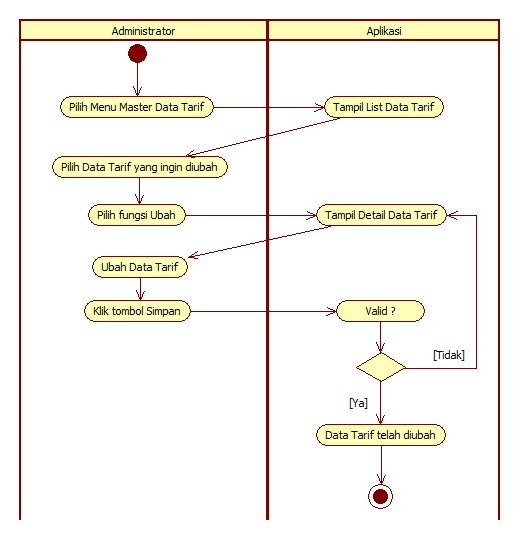 Administrator
Aplikasi
Pilih Menu Master Data Tarif
Tampil List Data Tarif
Pilih Data Tarif yang ingin diubah
Pilih fungsi Ubah
Tampil Detail Data Tarif
Ubah Data Tarif
Klik tombol Simpan
Valid ?
[Tidak]
[Ya]
Data Tarif telah diubah